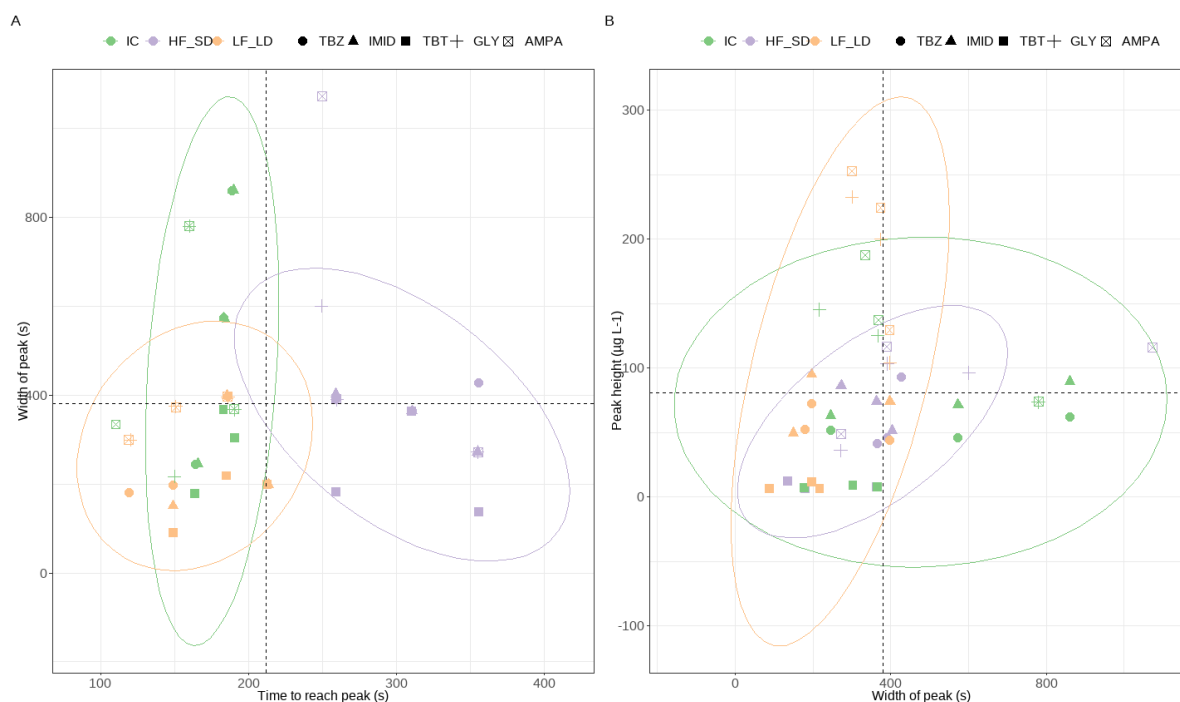 A
IC HF_SD LF_LD TBZ IMID TBT GLY AMPA
Width of peak (s)
800
400
0
100 200 300 400
Time to reach peak (s)
B
IC HF_SD LF_LD TBZ IMID TBT GLY AMPA
Peak height (µg L-1)
300
200
100
0
-100
0 400 800
Width of peak (s)